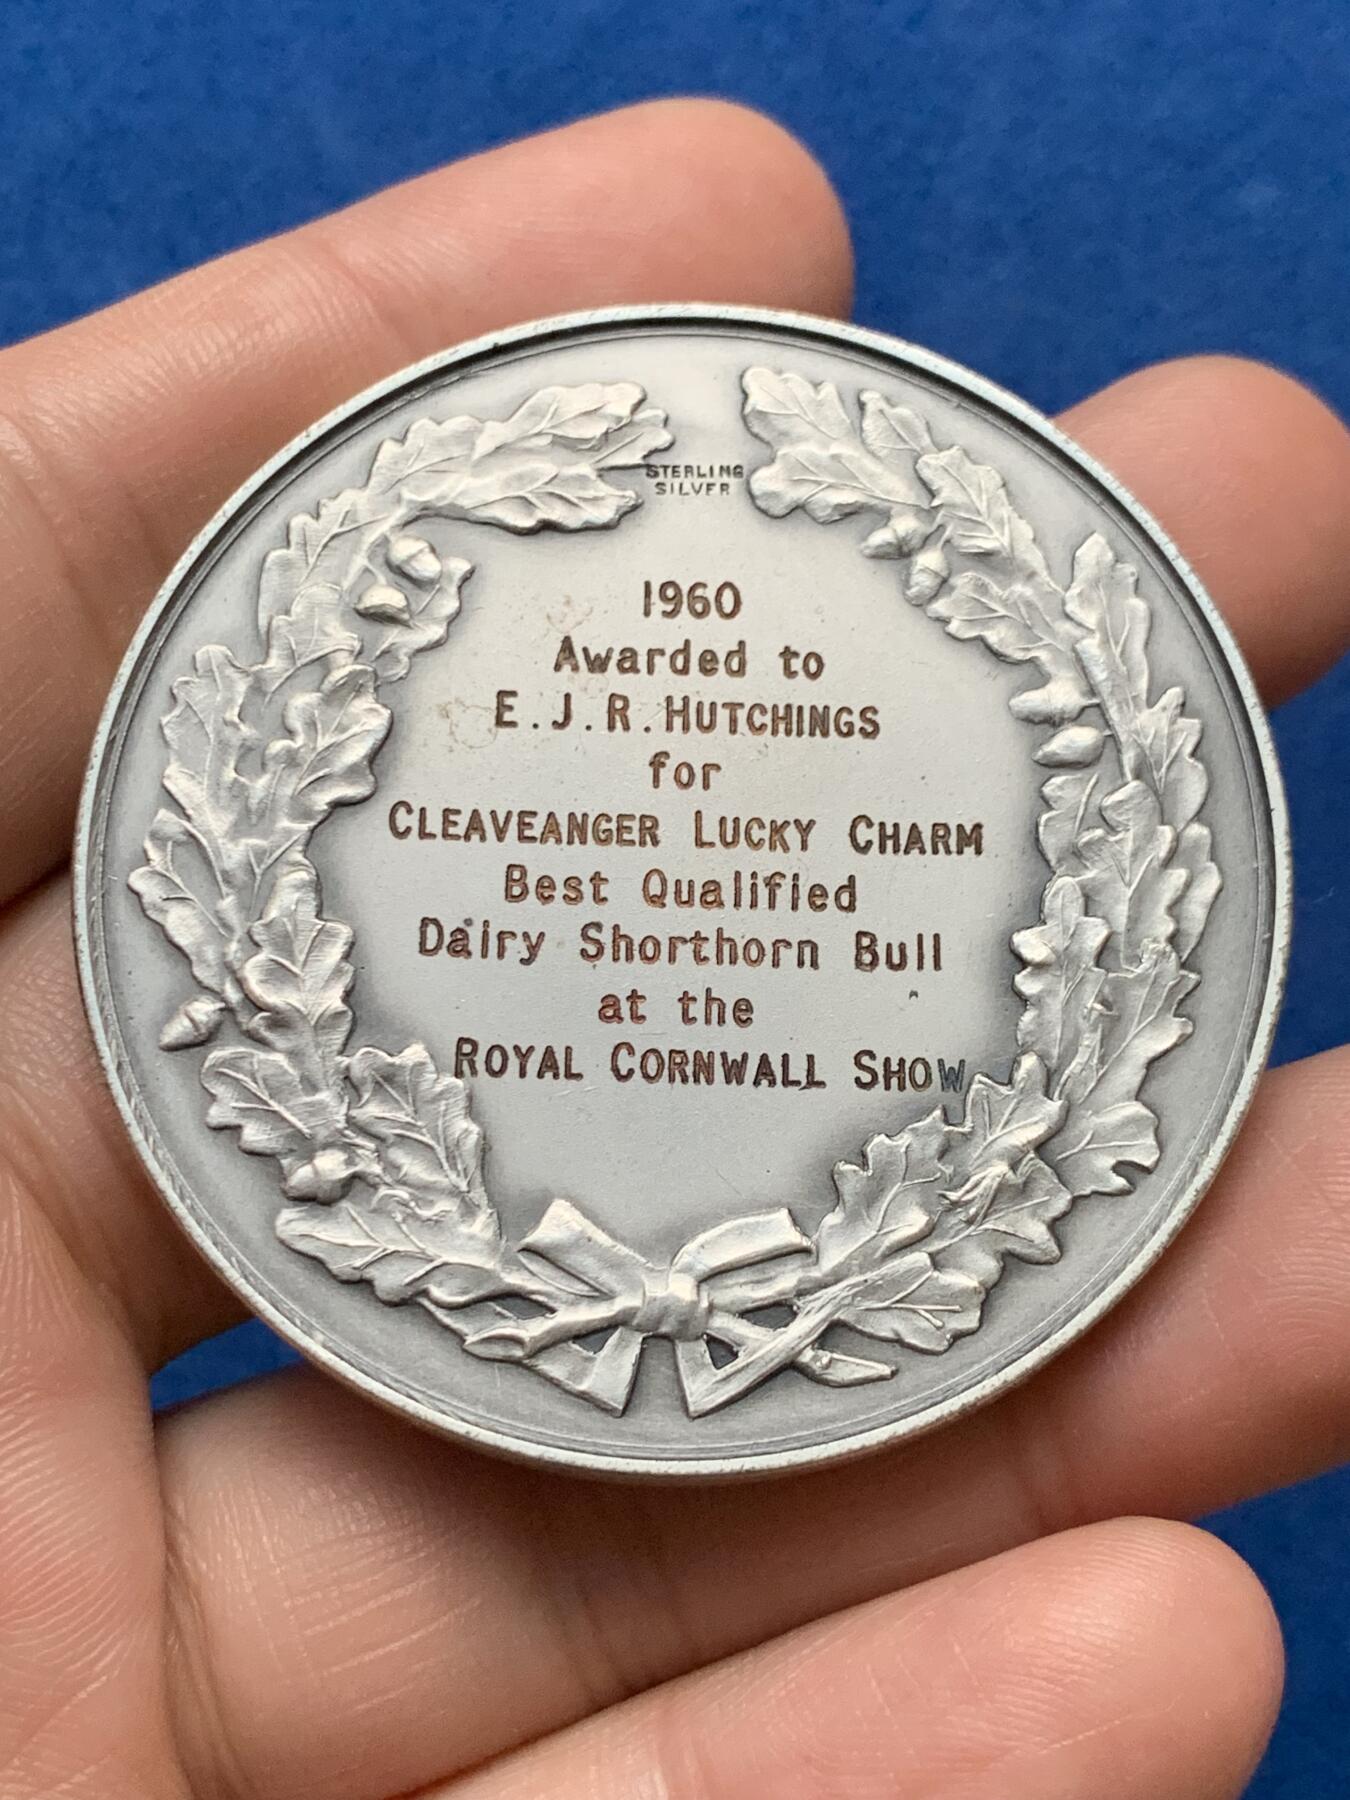 STERLING
SILVER
1960
Awarded to
E.J.R. HUTCHINGS
for
CLEAVEANGER LUCKY CHARM
Best Qualified
Dairy Shorthorn Bull
at the
ROYAL CORNWALL SHOW